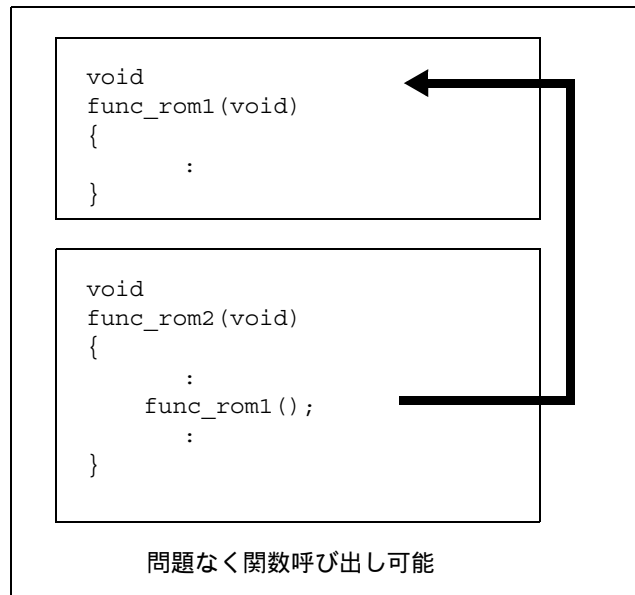 void
func_rom1(void)
{
:
}
void
func_rom2(void)
{
:
func_rom1();
:
}
問題なく関数呼び出し可能